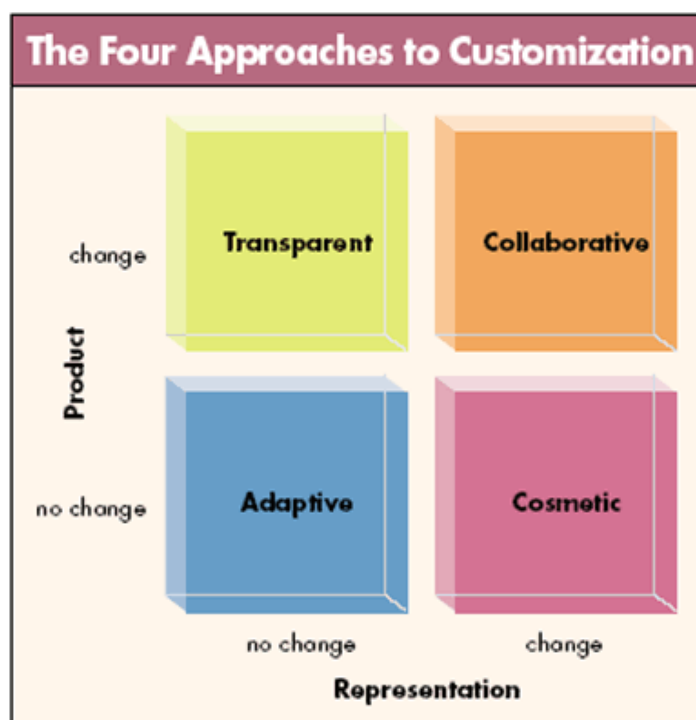 The Four Approaches to Customization
Transparent
Collaborative
change
Product
Adaptive
Cosmetic
no change
no change
change
Representation